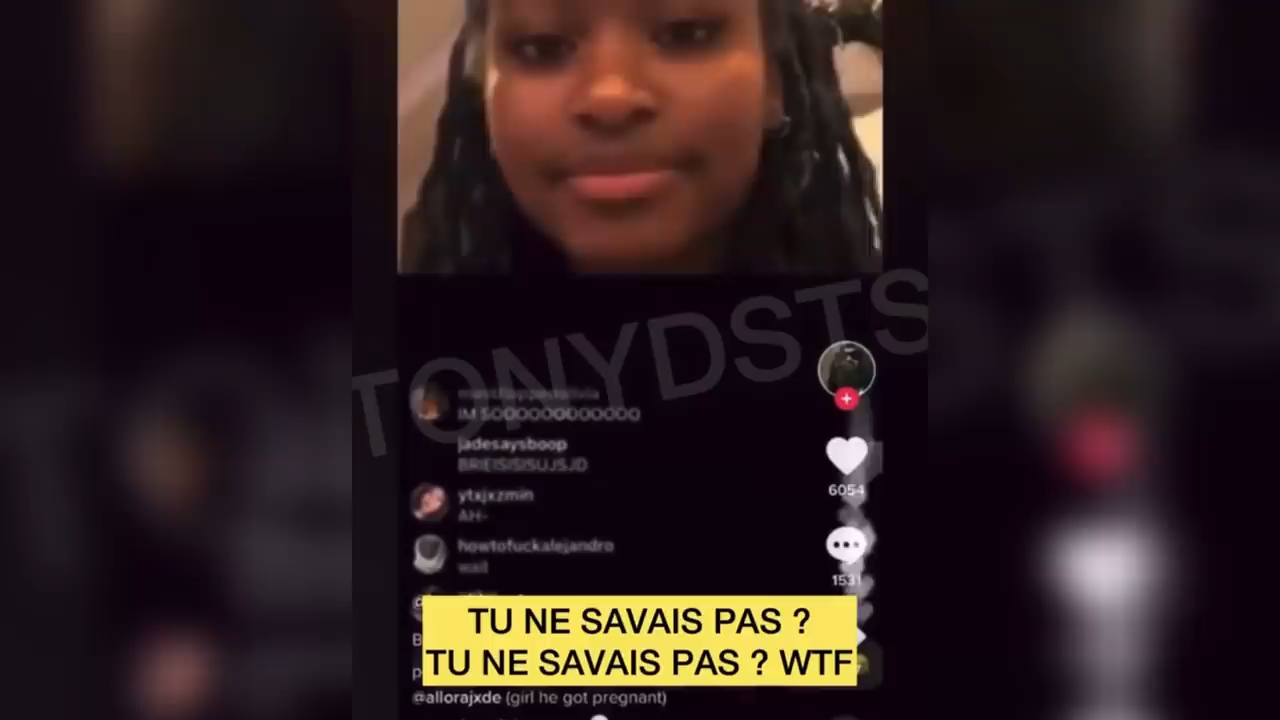 TONYDSTS
IM SOOOOOOOOOOOOO
jadesaysboop
BRIEISISISUJSJD
6054
ytxjxzmin
AH-
howtofuckalejandro
wait
1531
TU NE SAVAIS PAS ?
TU NE SAVAIS PAS ? WTF
@allorajxde (girl he got pregnant)